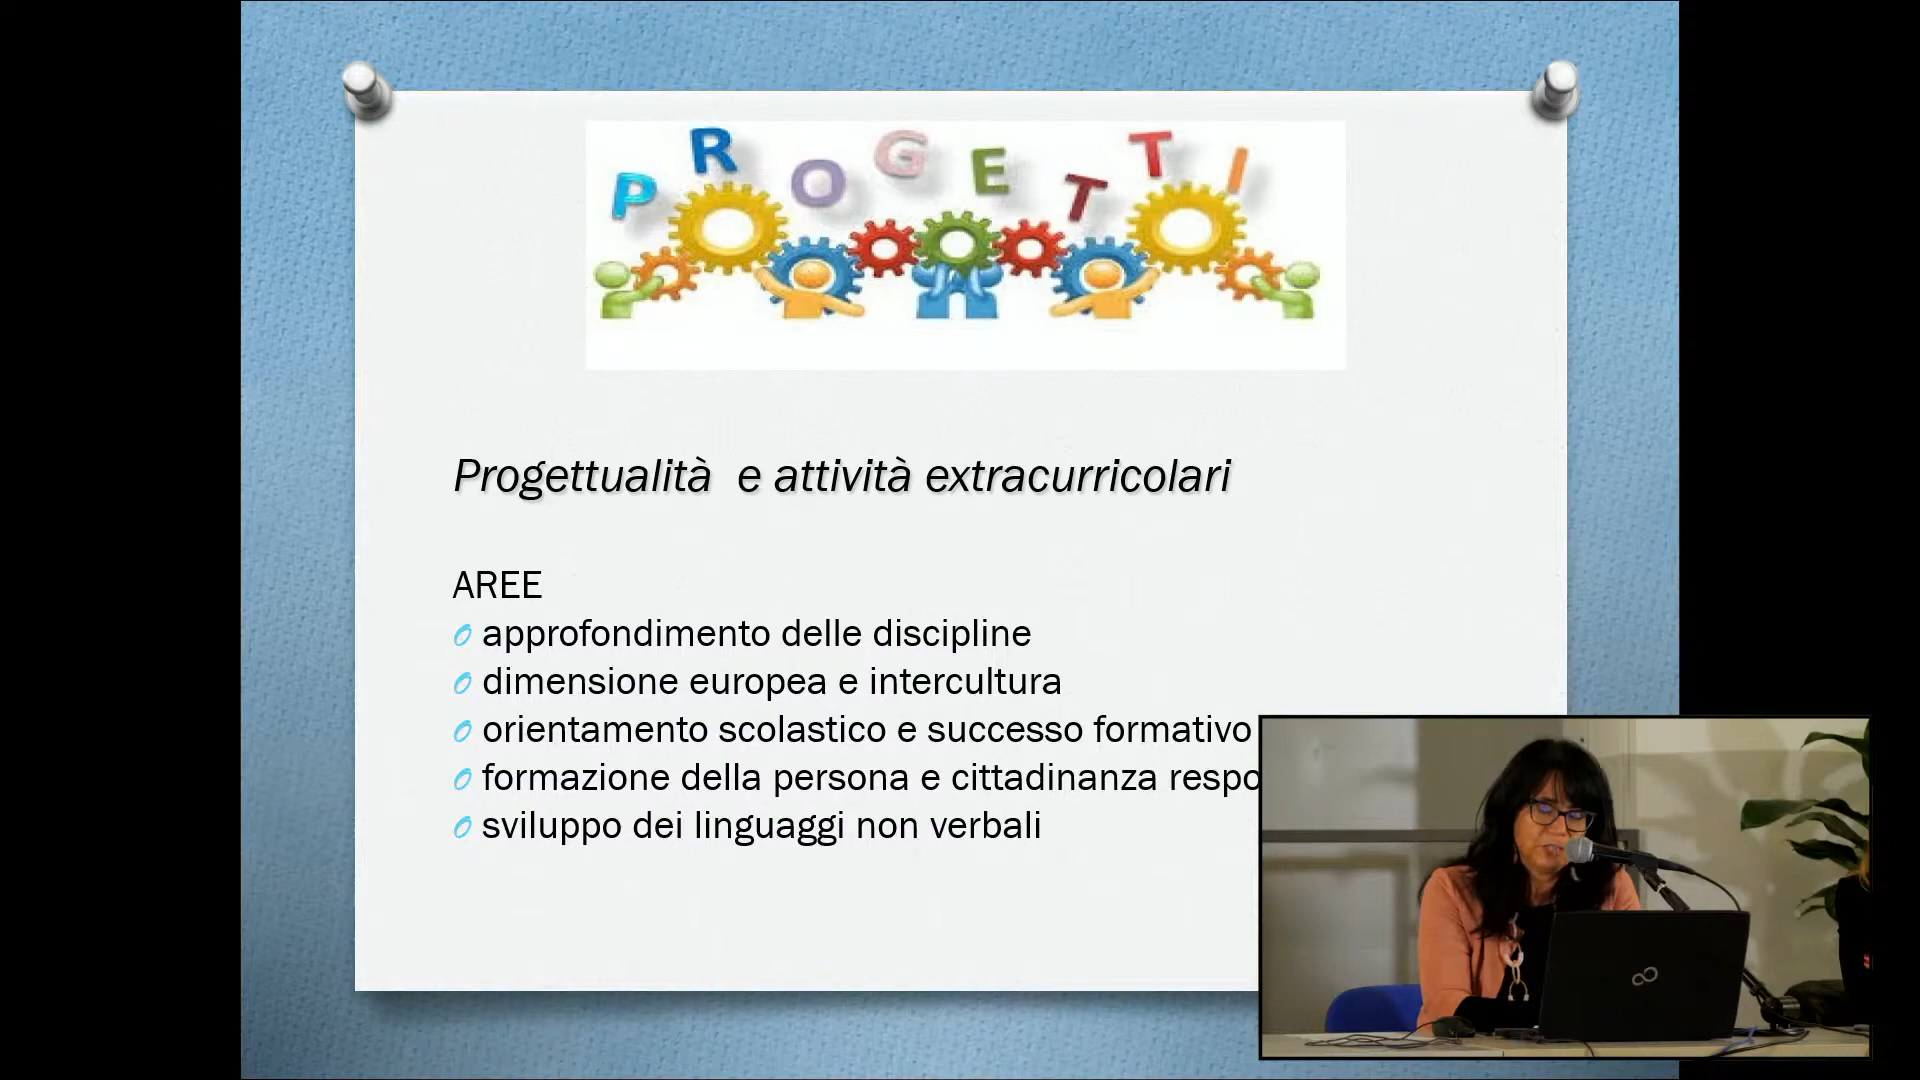 PROGETTI
Progettualità e attività extracurricolari
AREE
approfondimento delle discipline
dimensione europea e intercultura
orientamento scolastico e successo formativo
formazione della persona e cittadinanza respo
sviluppo dei linguaggi non verbali